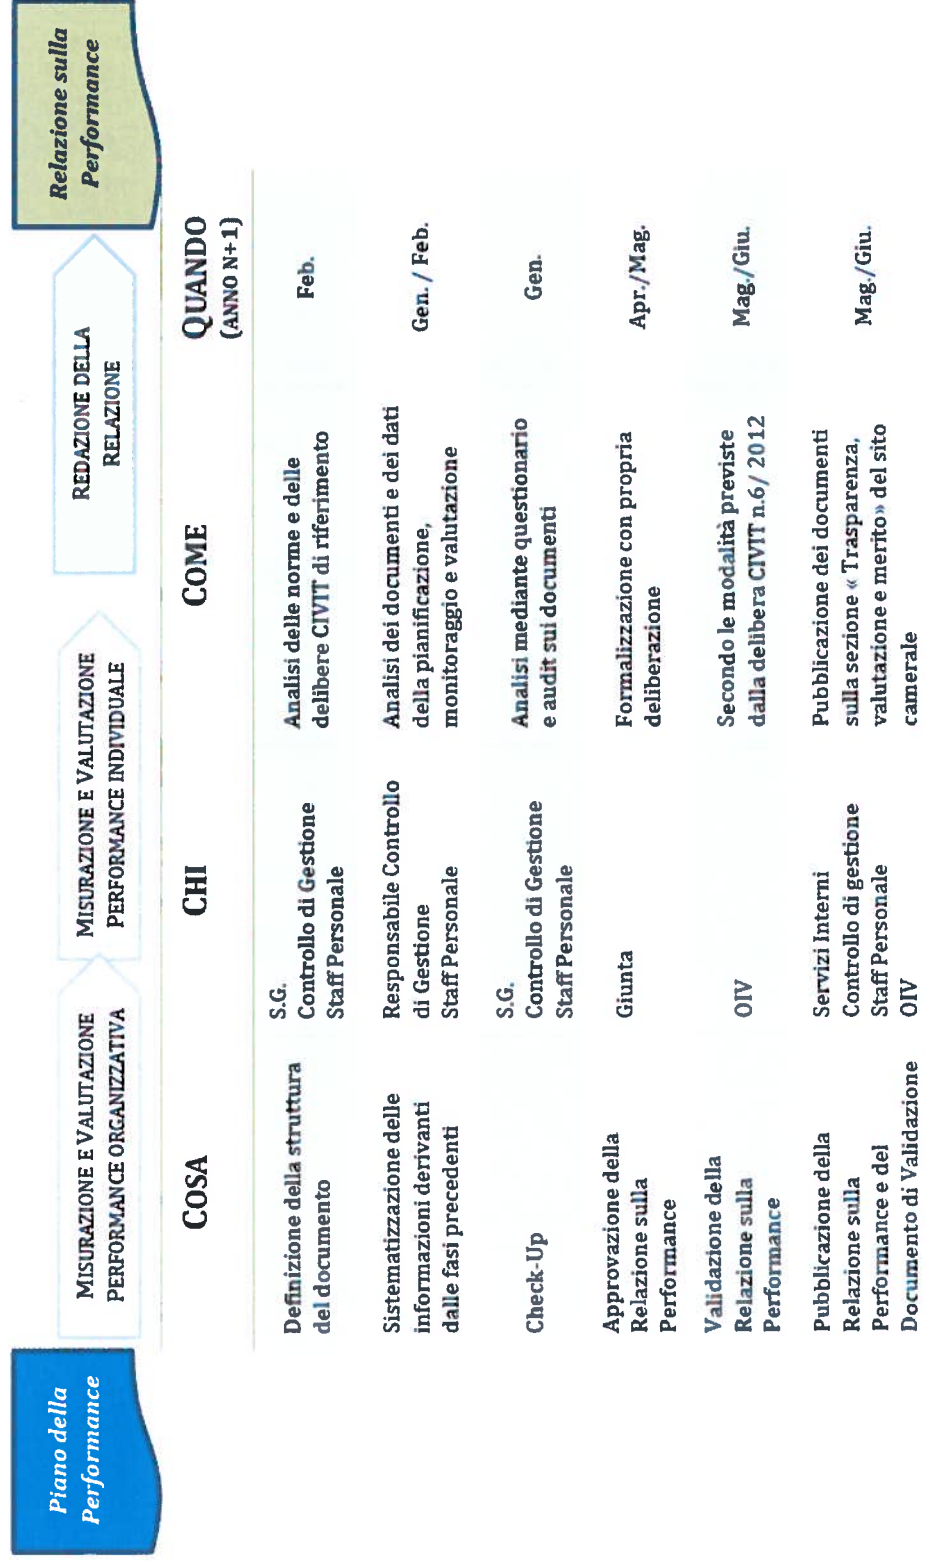 Piano della
Performance
MISURAZIONE E VALUTAZIONE
PERFORMANCE ORGANIZZATIVA
MISURAZIONE E VALUTAZIONE
PERFORMANCE INDIVIDUALE
REDAZIONE DELLA
RELAZIONE
Relazione sulla
Performance
COSA
CHI
COME
QUANDO
(ANNO N+1)
Definizione della struttura
del documento
S.G.
Controllo di Gestione
Staff Personale
Analisi delle norme e delle
delibere CIVIT di riferimento
Feb.
Sistematizzazione delle
informazioni derivanti
dalle fasi precedenti
Responsabile Controllo
di Gestione
Staff Personale
Analisi dei documenti e dei dati
della pianificazione,
monitoraggio e valutazione
Gen. / Feb.
Check-Up
S.G.
Controllo di Gestione
Staff Personale
Analisi mediante questionario
e audit sui documenti
Gen.
Approvazione della
Relazione sulla
Performance
Giunta
Formalizzazione con propria
deliberazione
Apr./Mag.
Validazione della
Relazione sulla
Performance
OIV
Secondo le modalità previste
dalla delibera CIVIT n.6/ 2012
Mag./Giu.
Pubblicazione della
Relazione sulla
Performance e del
Documento di Validazione
Servizi Interni
Controllo di gestione
Staff Personale
OIV
Pubblicazione dei documenti
sulla sezione « Trasparenza,
valutazione e merito» del sito
camerale
Mag./Giu.